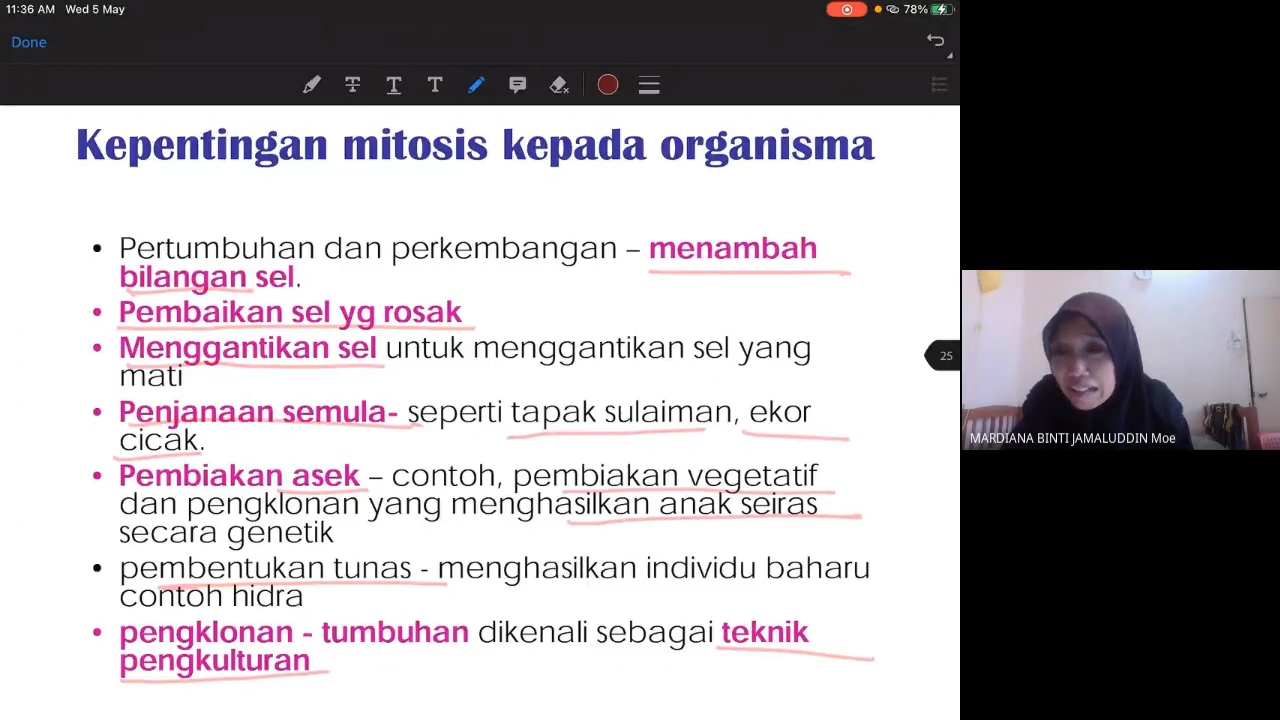 11:36 AM Wed 5 May
78%
Done
T T T
Kepentingan mitosis kepada organisma
• Pertumbuhan dan perkembangan – menambah
bilangan sel.
• Pembaikan sel yg rosak
• Menggantikan sel untuk menggantikan sel yang
mati
• Penjanaan semula- seperti tapak sulaiman, ekor
cicak.
• Pembiakan asek – contoh, pembiakan vegetatif
dan pengklonan yang menghasilkan anak seiras
secara genetik
• pembentukan tunas - menghasilkan individu baharu
contoh hidra
• pengklonan - tumbuhan dikenali sebagai teknik
pengkulturan
25
MARDIANA BINTI JAMALUDDIN Moe